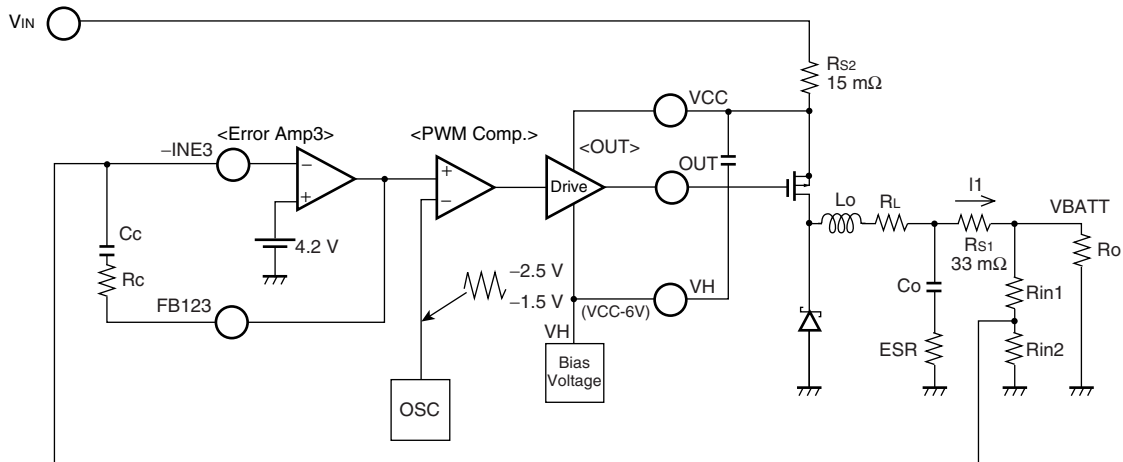 VIN
RS2
15 mΩ
VCC
<Error Amp3>
<PWM Comp.>
<OUT>
−INE3
OUT
−
+
+
−
Drive
Lo
RL
I1
VBATT
Cc
4.2 V
RS1
33 mΩ
Ro
Rc
−2.5 V
−1.5 V
VH
Co
Rin1
FB123
(VCC-6V)
VH
ESR
Rin2
Bias
Voltage
OSC